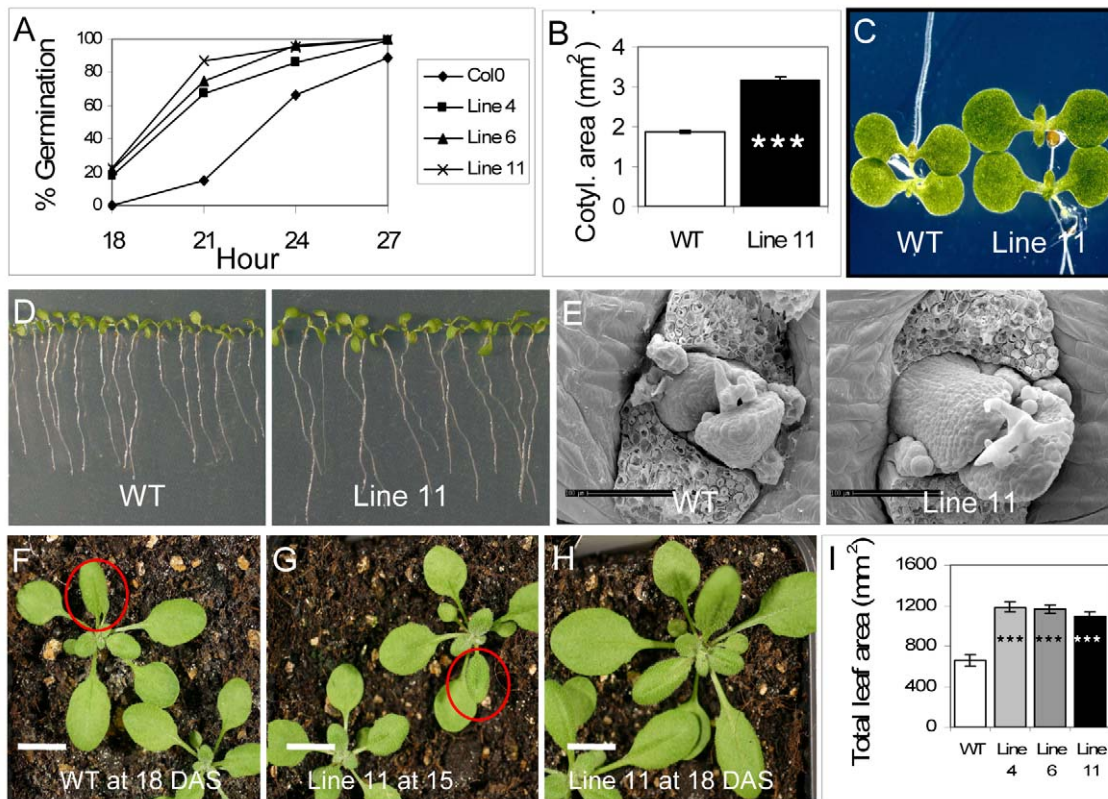 A
% Germination
100
80
60
40
20
0
18 21 24 27
Hour
Col0
Line 4
Line 6
Line 11
B
Cotyl. area (mm²)
4
3
2
1
0
***
WT Line 11
C
WT Line 11
D
WT
Line 11
E
WT
Line 11
F
WT at 18 DAS
G
Line 11 at 15
H
Line 11 at 18 DAS
I
Total leaf area (mm²)
1600
1200
800
400
0
*** *** ***
WT Line Line Line
4 6 11